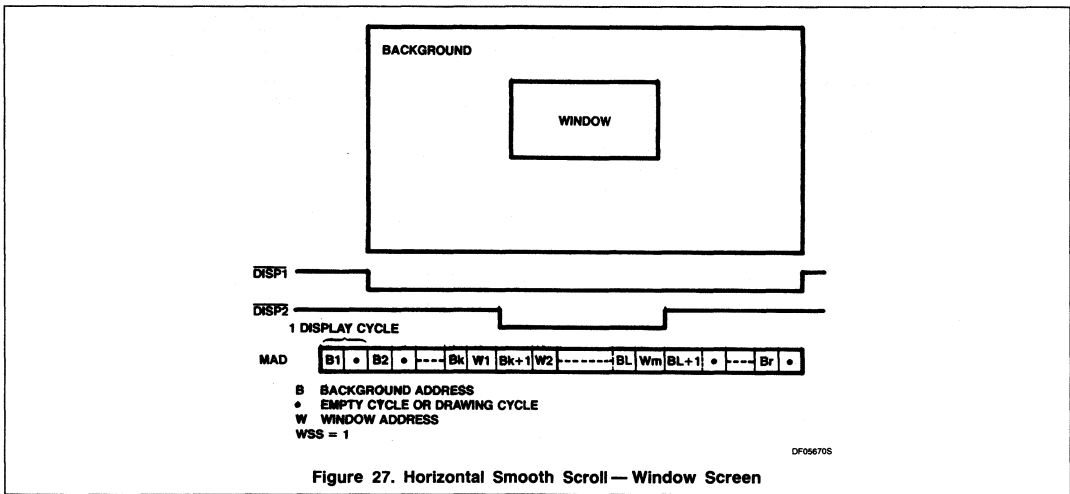 BACKGROUND
WINDOW
DISP1
DISP2
1 DISPLAY CYCLE
MAD B1 • B2 • ---- Bk W1 Bk+1 W2 -------- BL Wm BL+1 • ---- Br •
B BACKGROUND ADDRESS
• EMPTY CYCLE OR DRAWING CYCLE
W WINDOW ADDRESS
WSS = 1
DF05670S
Figure 27. Horizontal Smooth Scroll — Window Screen